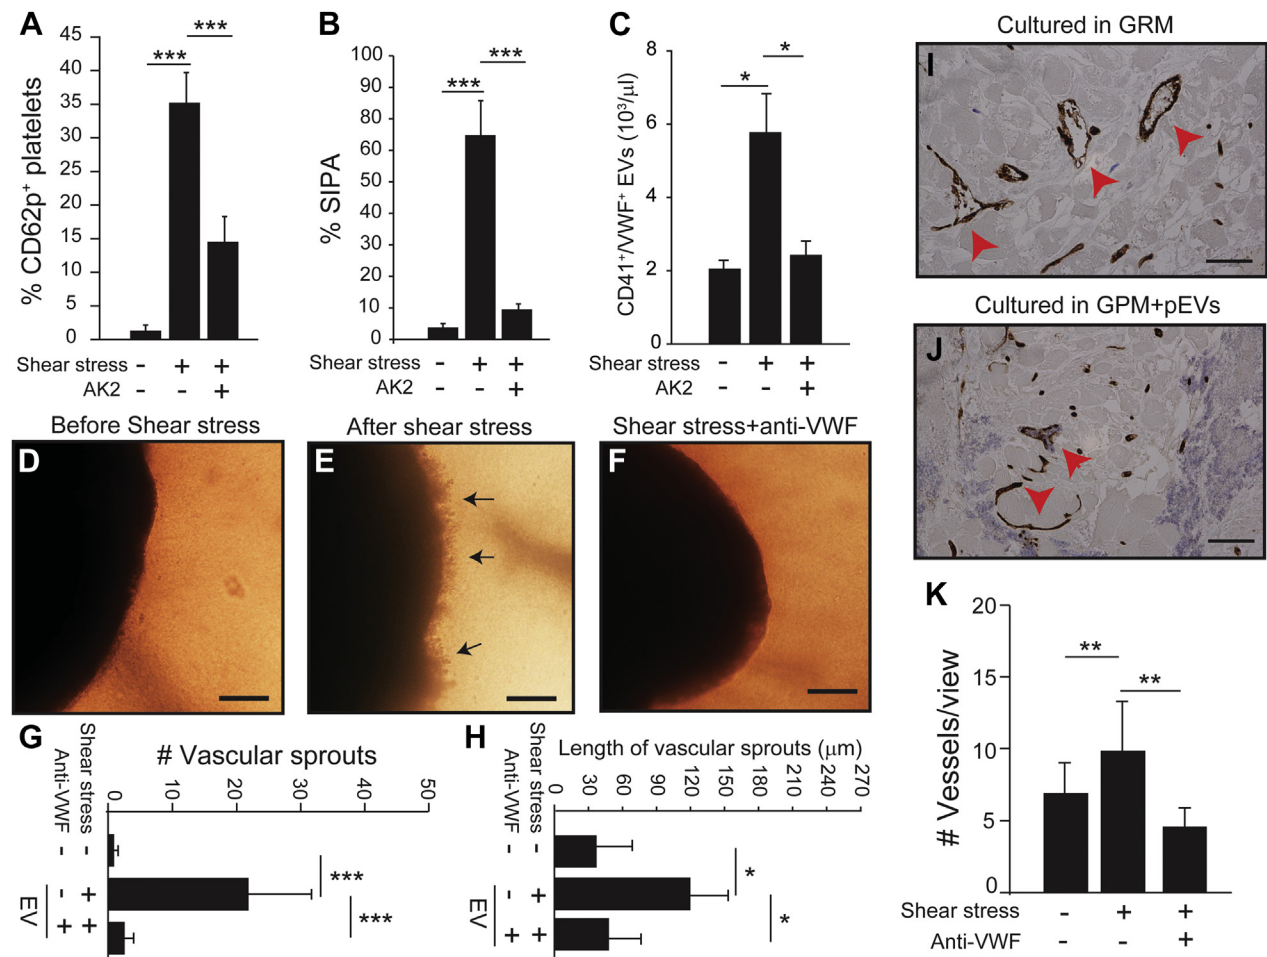 A
45
40
35
30
25
20
15
10
5
0
% CD62p+ platelets
***
***
Shear stress - + +
AK2 - - +
B
100
90
80
70
60
50
40
30
20
10
0
% SIPA
***
***
Shear stress - + +
AK2 - - +
C
8
6
4
2
0
CD41+/VWF+ EVs (10³/µl)
*
*
Shear stress - + +
AK2 - - +
Cultured in GRM
I
Cultured in GPM+pEVs
J
Before Shear stress
D
After shear stress
E
Shear stress+anti-VWF
F
G
# Vascular sprouts
0 10 20 30 40 50
Shear stress - + +
Anti-VWF - - +
EV
***
***
H
Length of vascular sprouts (µm)
0 30 60 90 120 150 180 210 240 270
Shear stress - + +
Anti-VWF - - +
EV
*
*
K
20
15
10
5
0
# Vessels/view
**
**
Shear stress - + +
Anti-VWF - - +